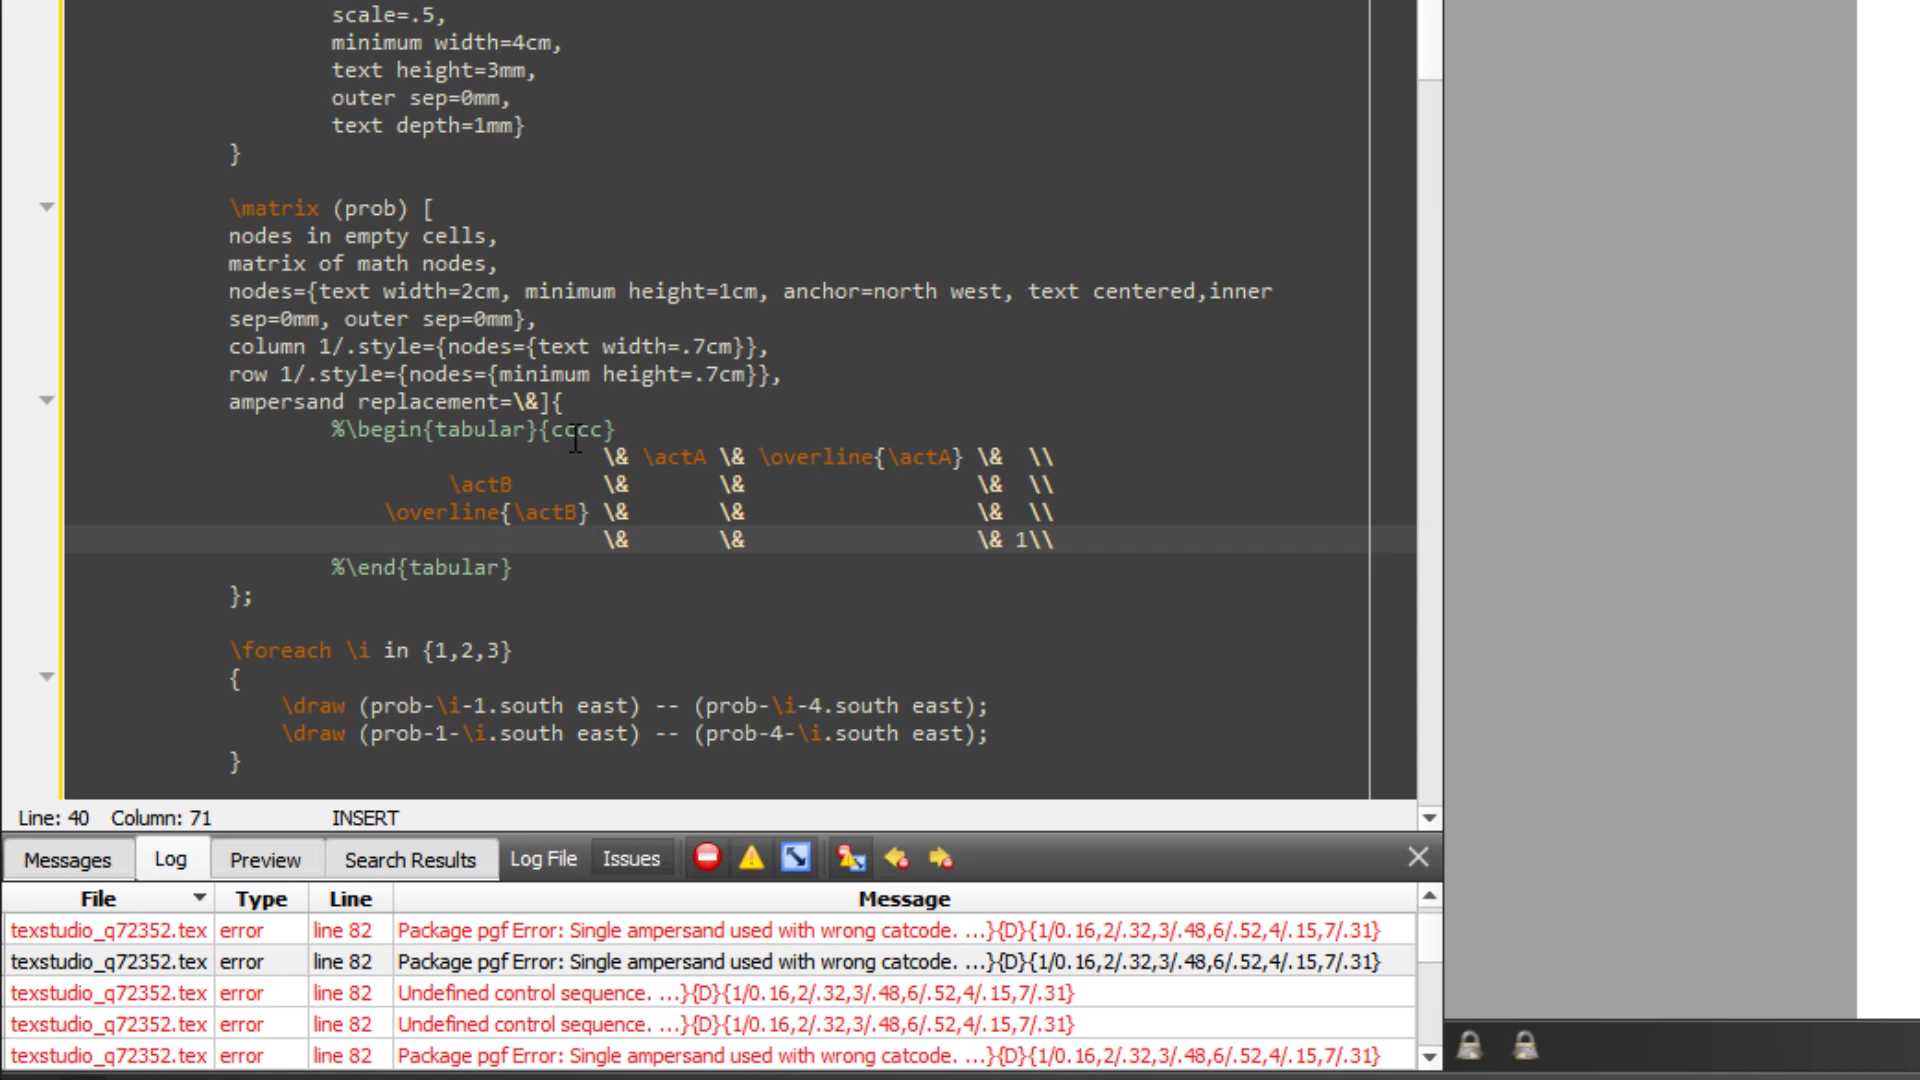 scale=.5,
minimum width=4cm,
text height=3mm,
outer sep=0mm,
text depth=1mm}
}
\matrix (prob) [
nodes in empty cells,
matrix of math nodes,
nodes={text width=2cm, minimum height=1cm, anchor=north west, text centered,inner
sep=0mm, outer sep=0mm},
column 1/.style={nodes={text width=.7cm}},
row 1/.style={nodes={minimum height=.7cm}},
ampersand replacement=\&]{
%\begin{tabular}{cccc}
\& \actA \& \overline{\actA} \& \\
\actB \& \& \& \\
\overline{\actB} \& \& \& \\
\& \& \& 1\\
%\end{tabular}
};
\foreach \i in {1,2,3}
{
\draw (prob-\i-1.south east) -- (prob-\i-4.south east);
\draw (prob-1-\i.south east) -- (prob-4-\i.south east);
}
Line: 40 Column: 71 INSERT
Messages Log Preview Search Results Log File Issues
File Type Line Message
texstudio_q72352.tex error line 82 Package pgf Error: Single ampersand used with wrong catcode. ...}{D}{1/0.16,2/.32,3/.48,6/.52,4/.15,7/.31}
texstudio_q72352.tex error line 82 Package pgf Error: Single ampersand used with wrong catcode. ...}{D}{1/0.16,2/.32,3/.48,6/.52,4/.15,7/.31}
texstudio_q72352.tex error line 82 Undefined control sequence. ...}{D}{1/0.16,2/.32,3/.48,6/.52,4/.15,7/.31}
texstudio_q72352.tex error line 82 Undefined control sequence. ...}{D}{1/0.16,2/.32,3/.48,6/.52,4/.15,7/.31}
texstudio_q72352.tex error line 82 Package pgf Error: Single ampersand used with wrong catcode. ...}{D}{1/0.16,2/.32,3/.48,6/.52,4/.15,7/.31}